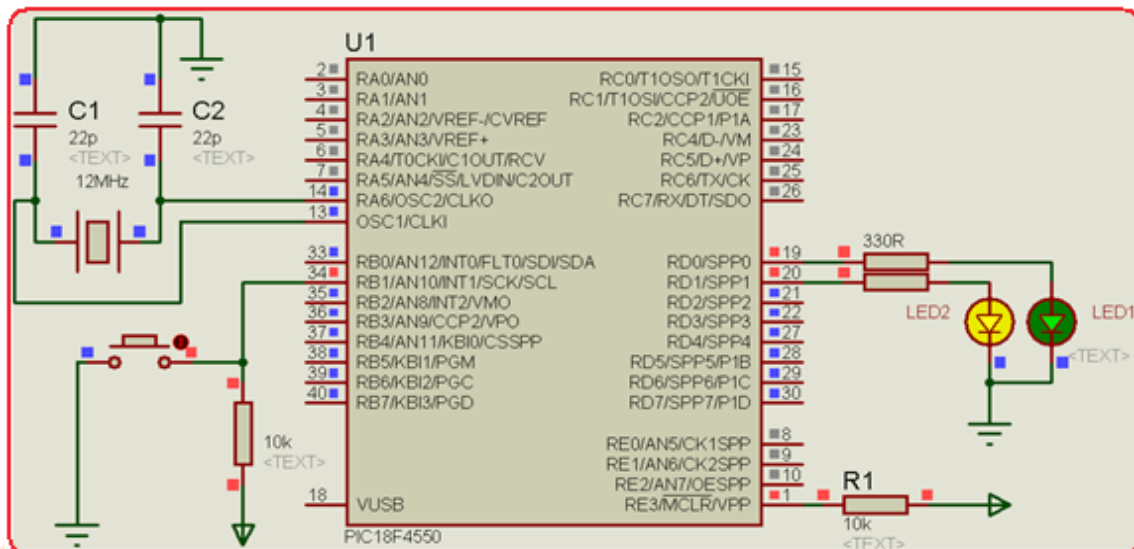 U1
C1
22p
<TEXT>
C2
22p
<TEXT>
12MHz
2 RA0/AN0
3 RA1/AN1
4 RA2/AN2/VREF-/CVREF
5 RA3/AN3/VREF+
6 RA4/T0CKI/C1OUT/RCV
7 RA5/AN4/SS/LVDIN/C2OUT
14 RA6/OSC2/CLKO
13 OSC1/CLKI
33 RB0/AN12/INT0/FLT0/SDI/SDA
34 RB1/AN10/INT1/SCK/SCL
35 RB2/AN8/INT2/VMO
36 RB3/AN9/CCP2/VPO
37 RB4/AN11/KBI0/CSSPP
38 RB5/KBI1/PGM
39 RB6/KBI2/PGC
40 RB7/KBI3/PGD
18 VUSB
RC0/T1OSO/T1CKI 15
RC1/T1OSI/CCP2/UOE 16
RC2/CCP1/P1A 17
RC4/D-/VM 23
RC5/D+/VP 24
RC6/TX/CK 25
RC7/RX/DT/SDO 26
RD0/SPP0 19
RD1/SPP1 20
RD2/SPP2 21
RD3/SPP3 22
RD4/SPP4 27
RD5/SPP5/P1B 28
RD6/SPP6/P1C 29
RD7/SPP7/P1D 30
RE0/AN5/CK1SPP 8
RE1/AN6/CK2SPP 9
RE2/AN7/OESPP 10
RE3/MCLR/VPP 1
PIC18F4550
330R
LED2
LED1
<TEXT>
10k
<TEXT>
R1
10k
<TEXT>